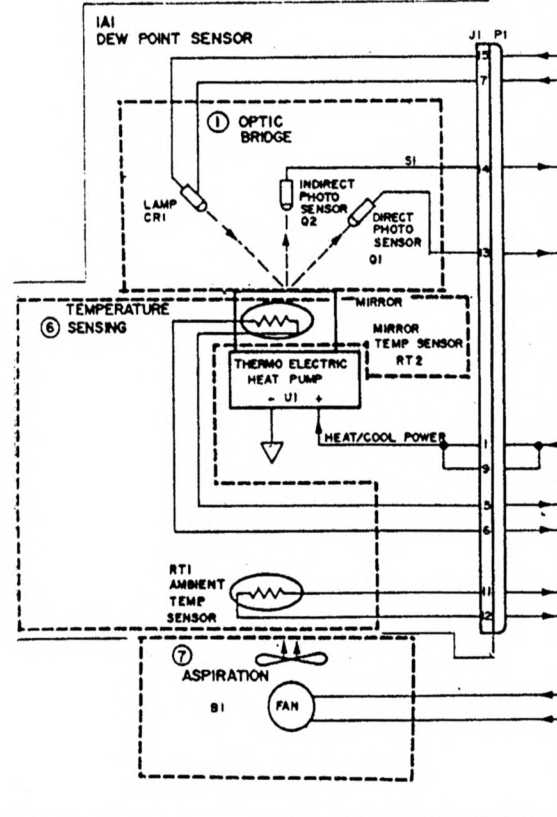 1A1
DEW POINT SENSOR
J1 P1
15
7
1 OPTIC
BRIDGE
S1
14
LAMP
CR1
INDIRECT
PHOTO
SENSOR
Q2
DIRECT
PHOTO
SENSOR
Q1
13
MIRROR
6 TEMPERATURE
SENSING
MIRROR
TEMP SENSOR
RT2
THERMO ELECTRIC
HEAT PUMP
- U1 +
HEAT/COOL POWER
1
9
5
6
RT1
AMBIENT
TEMP
SENSOR
11
12
7
ASPIRATION
B1
FAN